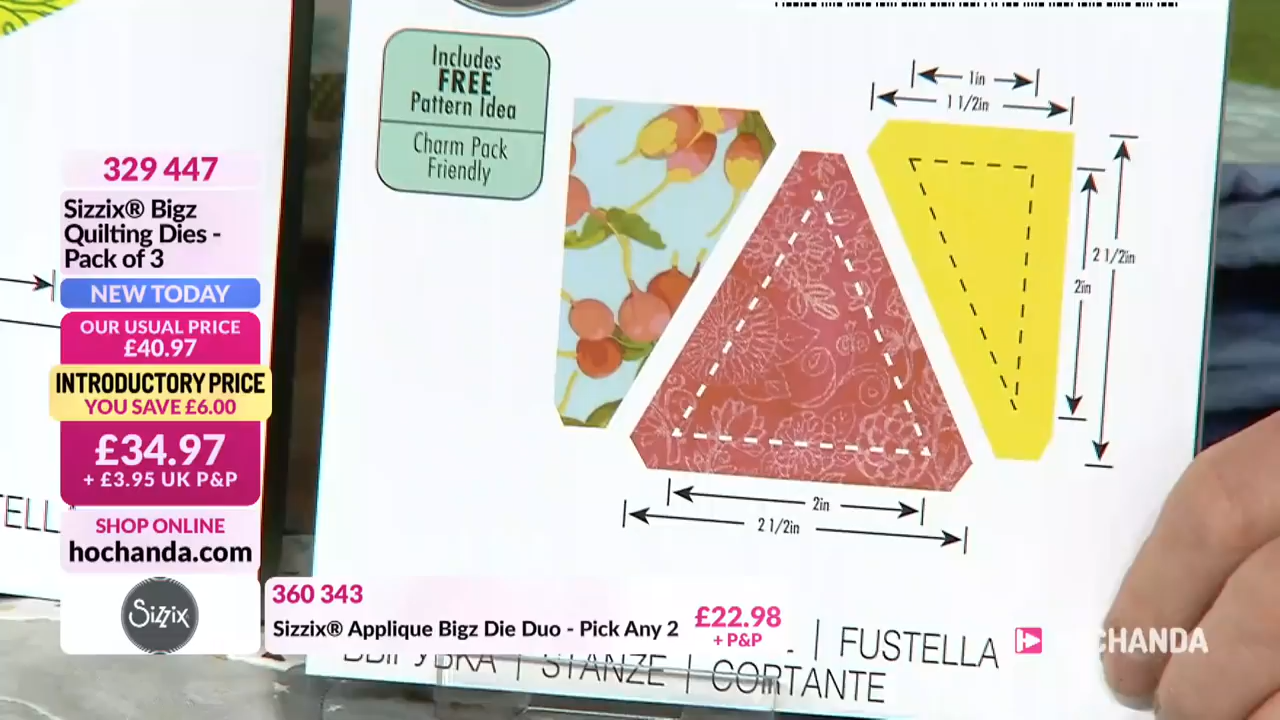 Includes
FREE
Pattern Idea
Charm Pack
Friendly
1in
1 1/2in
2 1/2in
2in
2in
2 1/2in
329 447
Sizzix® Bigz
Quilting Dies -
Pack of 3
NEW TODAY
OUR USUAL PRICE
£40.97
INTRODUCTORY PRICE
YOU SAVE £6.00
£34.97
+ £3.95 UK P&P
SHOP ONLINE
hochanda.com
Sizzix
360 343
Sizzix® Applique Bigz Die Duo - Pick Any 2
£22.98
+ P&P
| FUSTELLA
| STANZE | CORTANTE